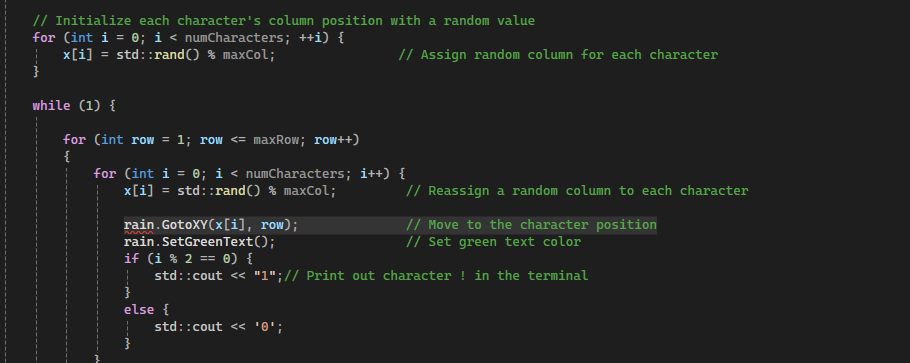 // Initialize each character's column position with a random value
for (int i = 0; i < numCharacters; ++i) {
    x[i] = std::rand() % maxCol;                // Assign random column for each character
}

while (1) {

    for (int row = 1; row <= maxRow; row++)
    {
        for (int i = 0; i < numCharacters; i++) {
            x[i] = std::rand() % maxCol;         // Reassign a random column to each character

            rain.GotoXY(x[i], row);              // Move to the character position
            rain.SetGreenText();                 // Set green text color
            if (i % 2 == 0) {
                std::cout << "1";// Print out character ! in the terminal
            }
            else {
                std::cout << '0';
            }
        }